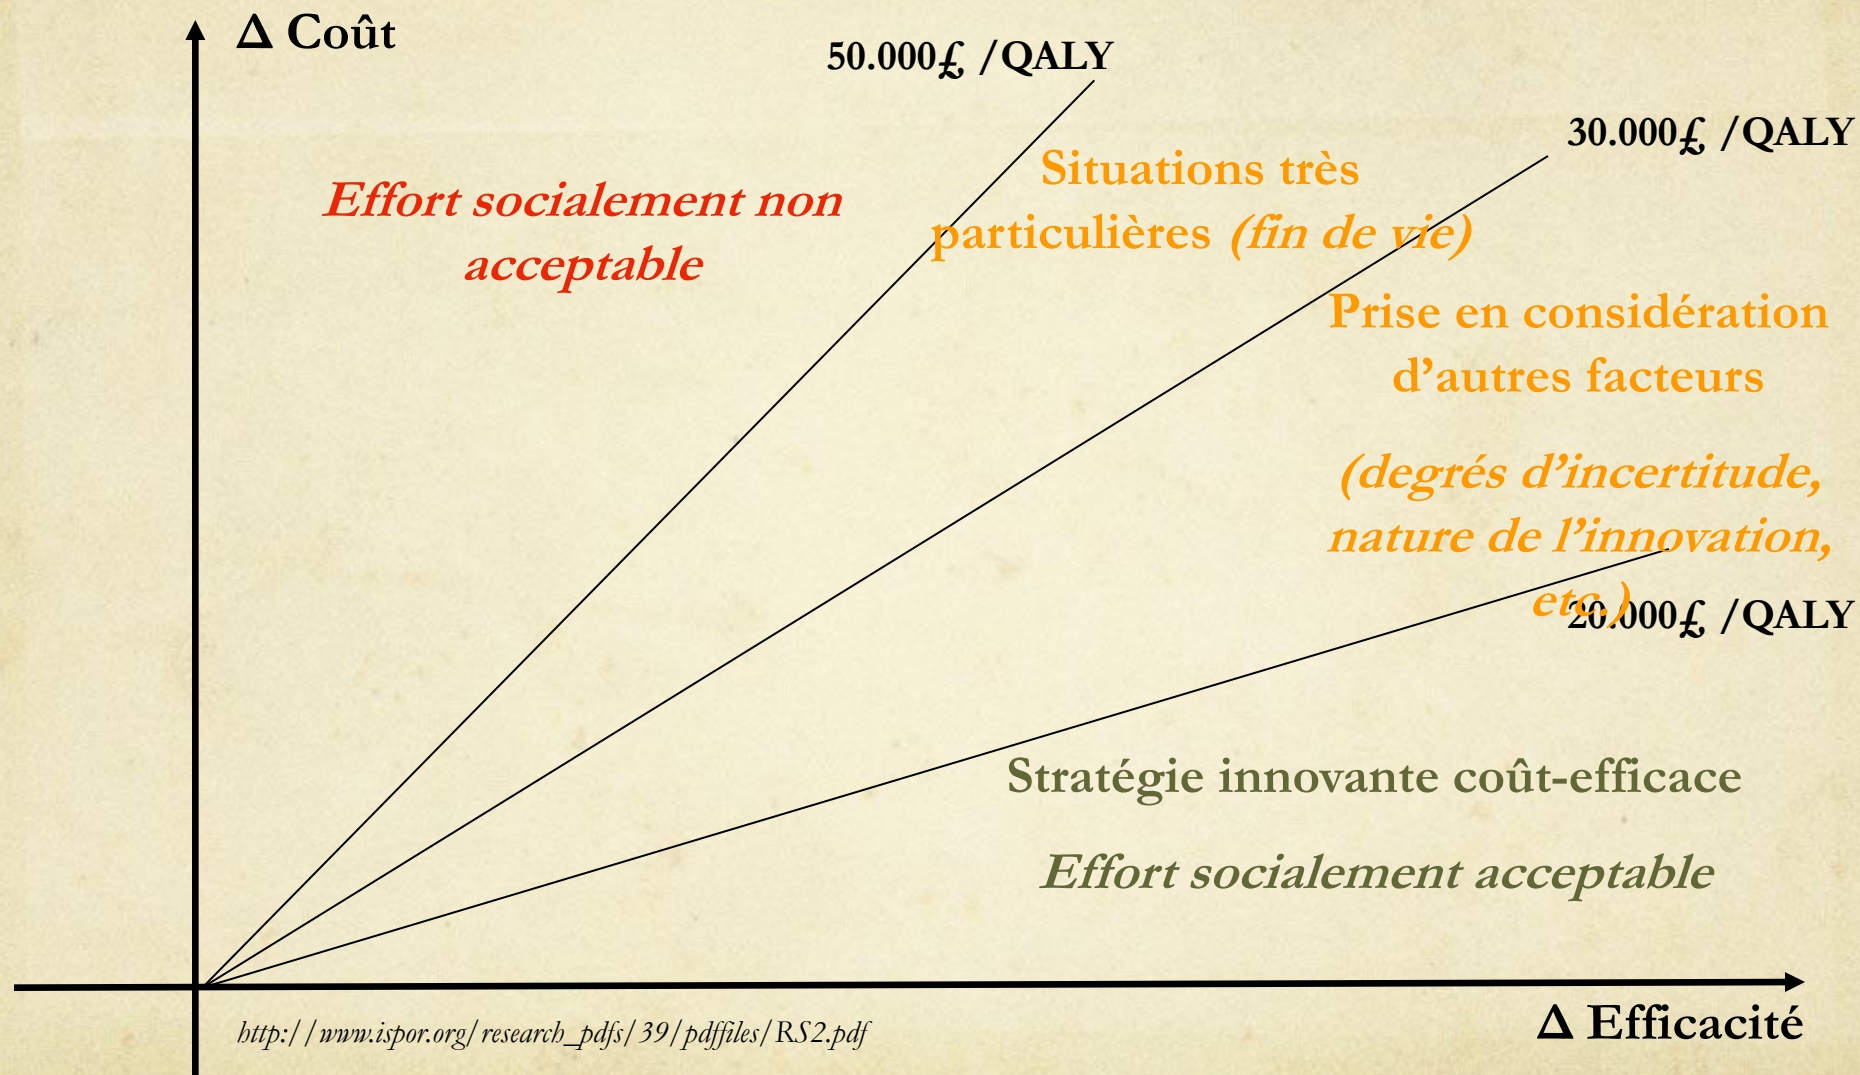 Δ Coût
50.000£ /QALY
30.000£ /QALY
Situations très
particulières (fin de vie)
Effort socialement non
acceptable
Prise en considération
d’autres facteurs
(degrés d’incertitude,
nature de l’innovation,
etc.)
20.000£ /QALY
Stratégie innovante coût-efficace
Effort socialement acceptable
Δ Efficacité
http://www.ispor.org/research_pdfs/39/pdffiles/RS2.pdf